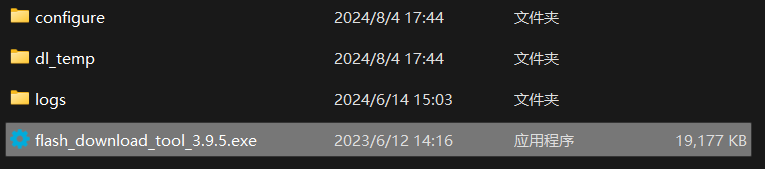 configure 2024/8/4 17:44 文件夹
dl_temp 2024/8/4 17:44 文件夹
logs 2024/6/14 15:03 文件夹
flash_download_tool_3.9.5.exe 2023/6/12 14:16 应用程序 19,177 KB